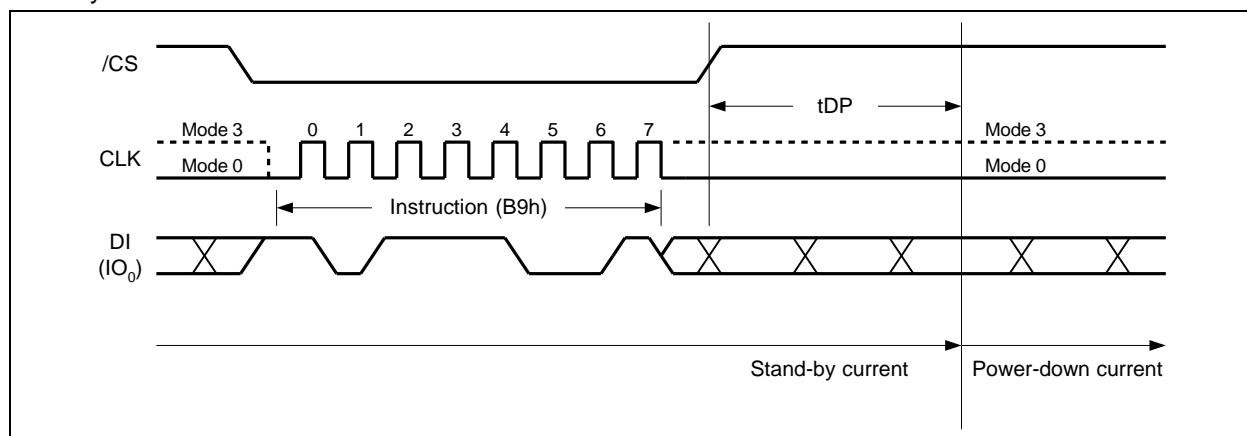 /CS
tDP
Mode 3 0 1 2 3 4 5 6 7 Mode 3
CLK
Mode 0 Mode 0
Instruction (B9h)
DI
(IO0)
Stand-by current Power-down current